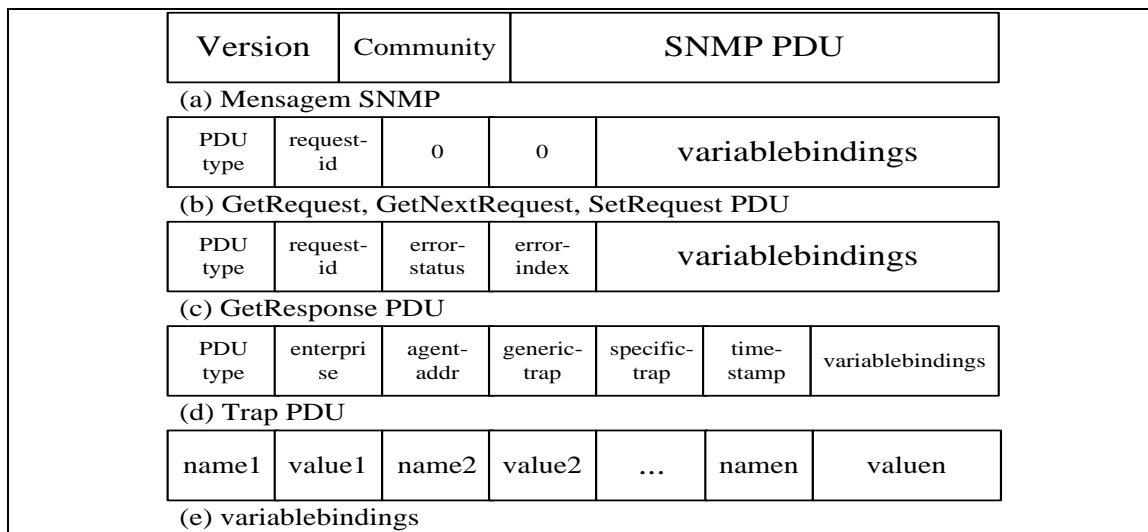 Version Community SNMP PDU
(a) Mensagem SNMP
PDU type request-id 0 0 variablebindings
(b) GetRequest, GetNextRequest, SetRequest PDU
PDU type request-id error-status error-index variablebindings
(c) GetResponse PDU
PDU type enterprise agent-addr generic-trap specific-trap time-stamp variablebindings
(d) Trap PDU
name1 value1 name2 value2 ... namen valuen
(e) variablebindings